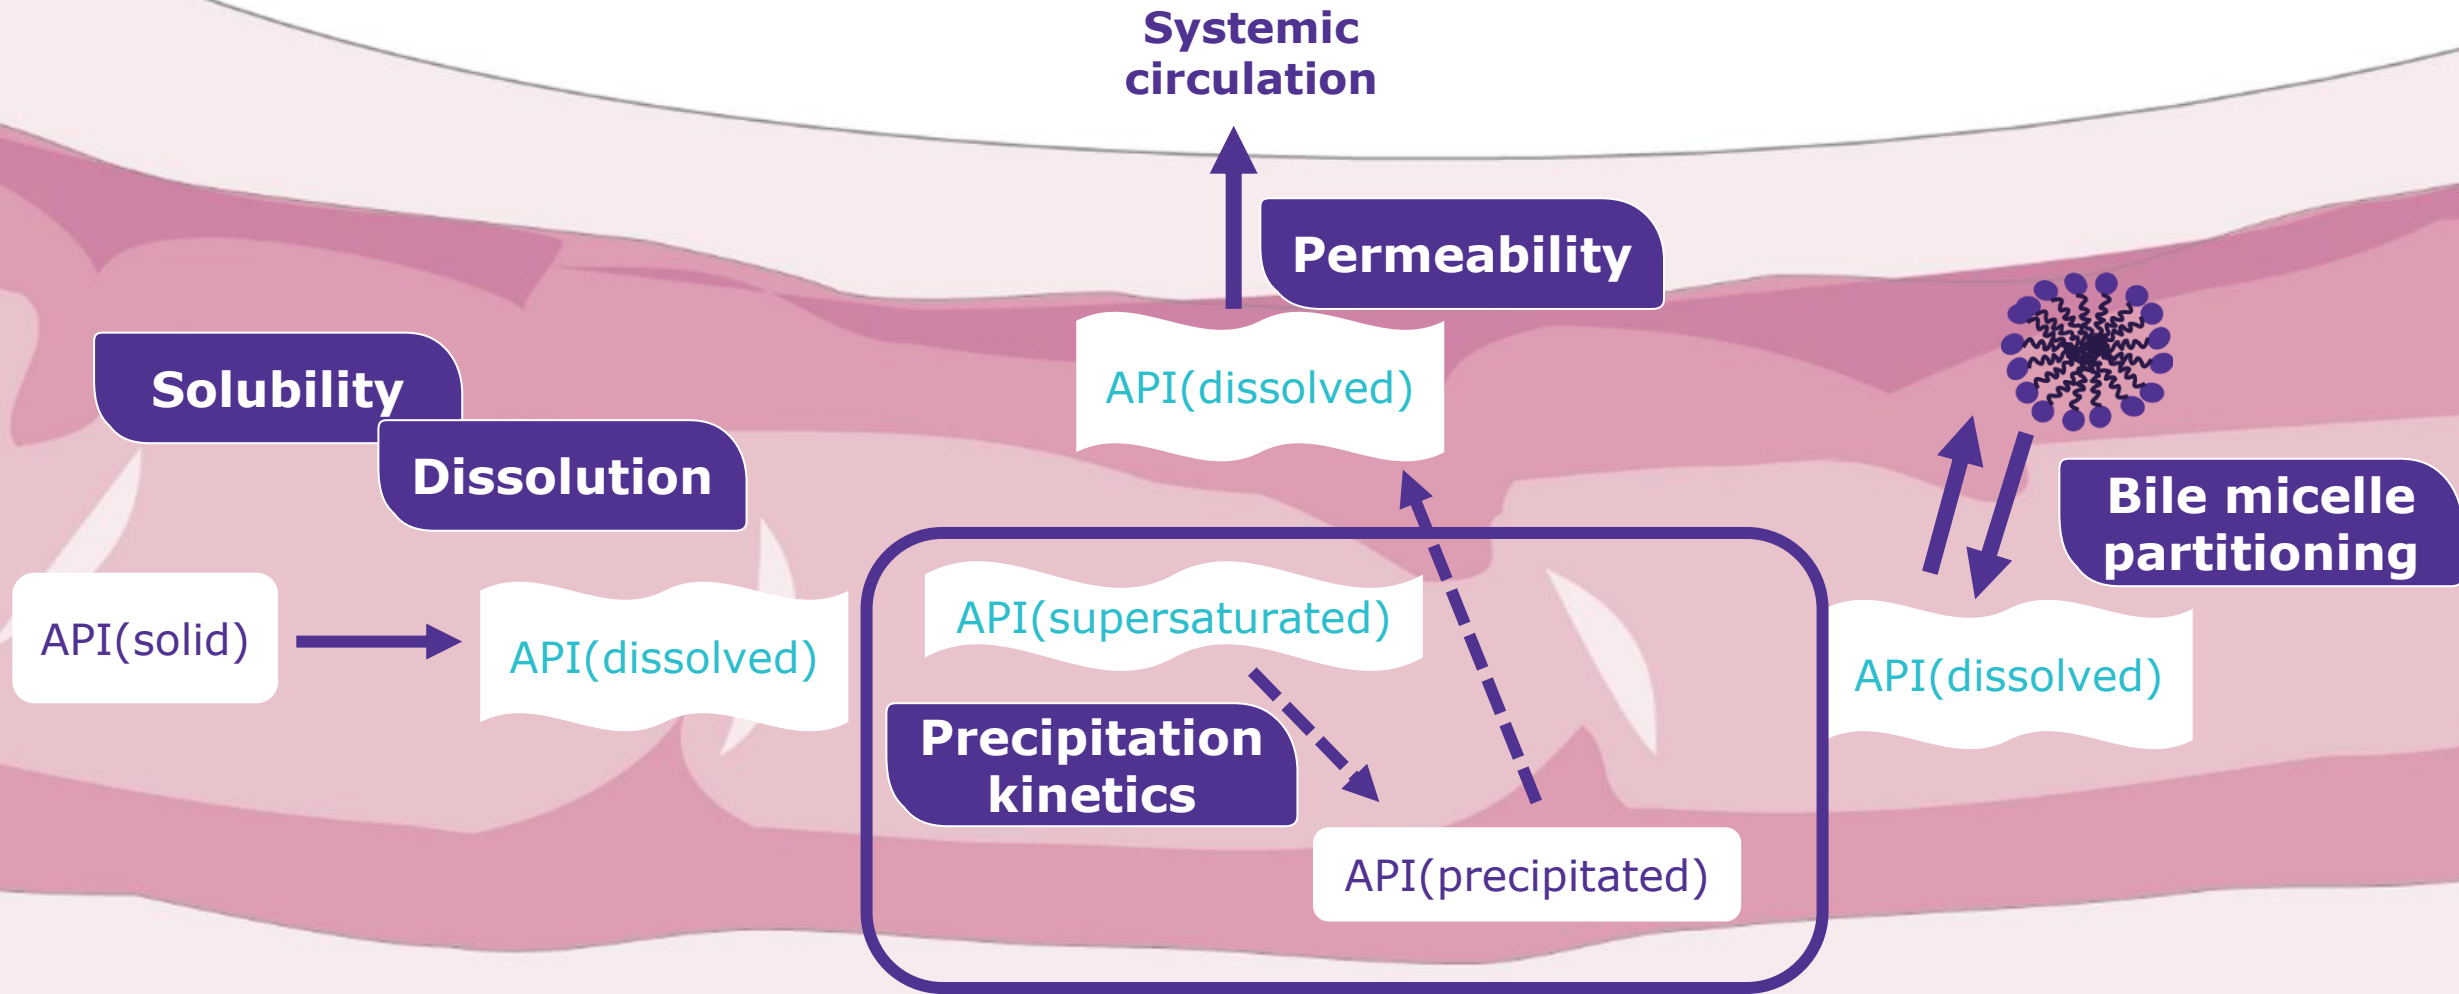 Systemic
circulation
Permeability
API(dissolved)
Solubility
Dissolution
API(solid)
API(dissolved)
API(supersaturated)
Precipitation
kinetics
API(precipitated)
Bile micelle
partitioning
API(dissolved)